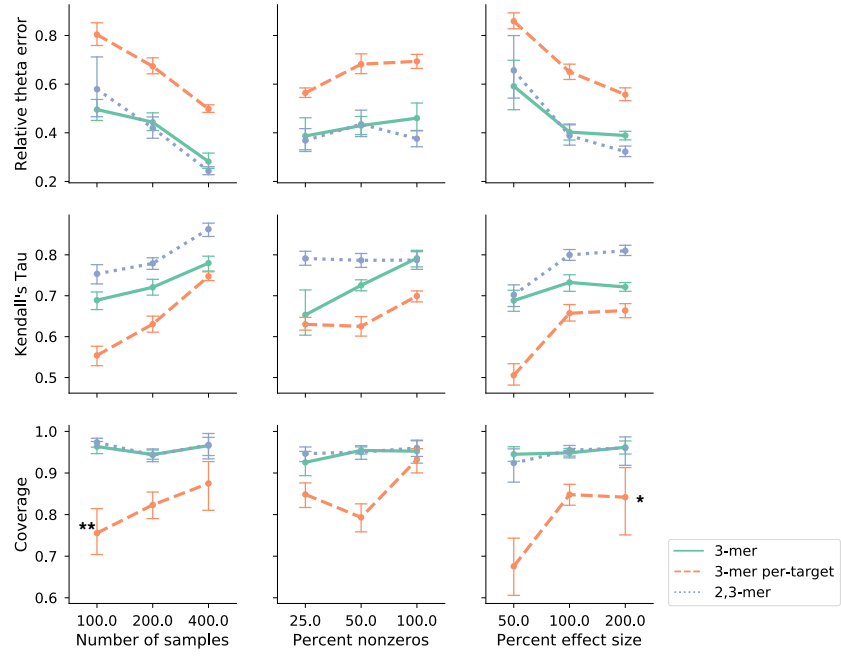 Relative theta error
0.8
0.6
0.4
0.2
Kendall's Tau
0.8
0.7
0.6
0.5
Coverage
1.0
0.9
0.8
0.7
0.6
**
*
100.0 200.0 400.0
Number of samples
25.0 50.0 100.0
Percent nonzeros
50.0 100.0 200.0
Percent effect size
3-mer
3-mer per-target
2,3-mer